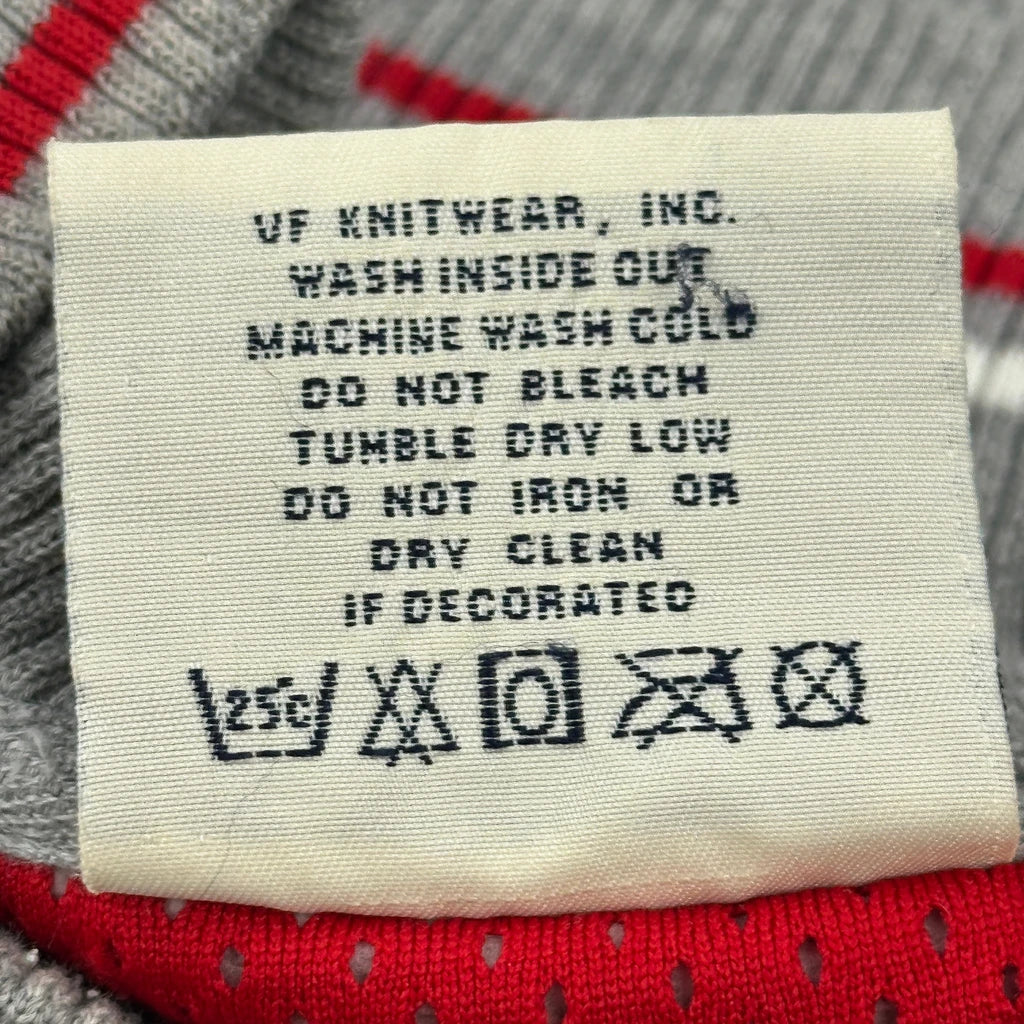 VF KNITWEAR, INC.
WASH INSIDE OUT
MACHINE WASH COLD
DO NOT BLEACH
TUMBLE DRY LOW
DO NOT IRON OR
DRY CLEAN
IF DECORATED
25°C